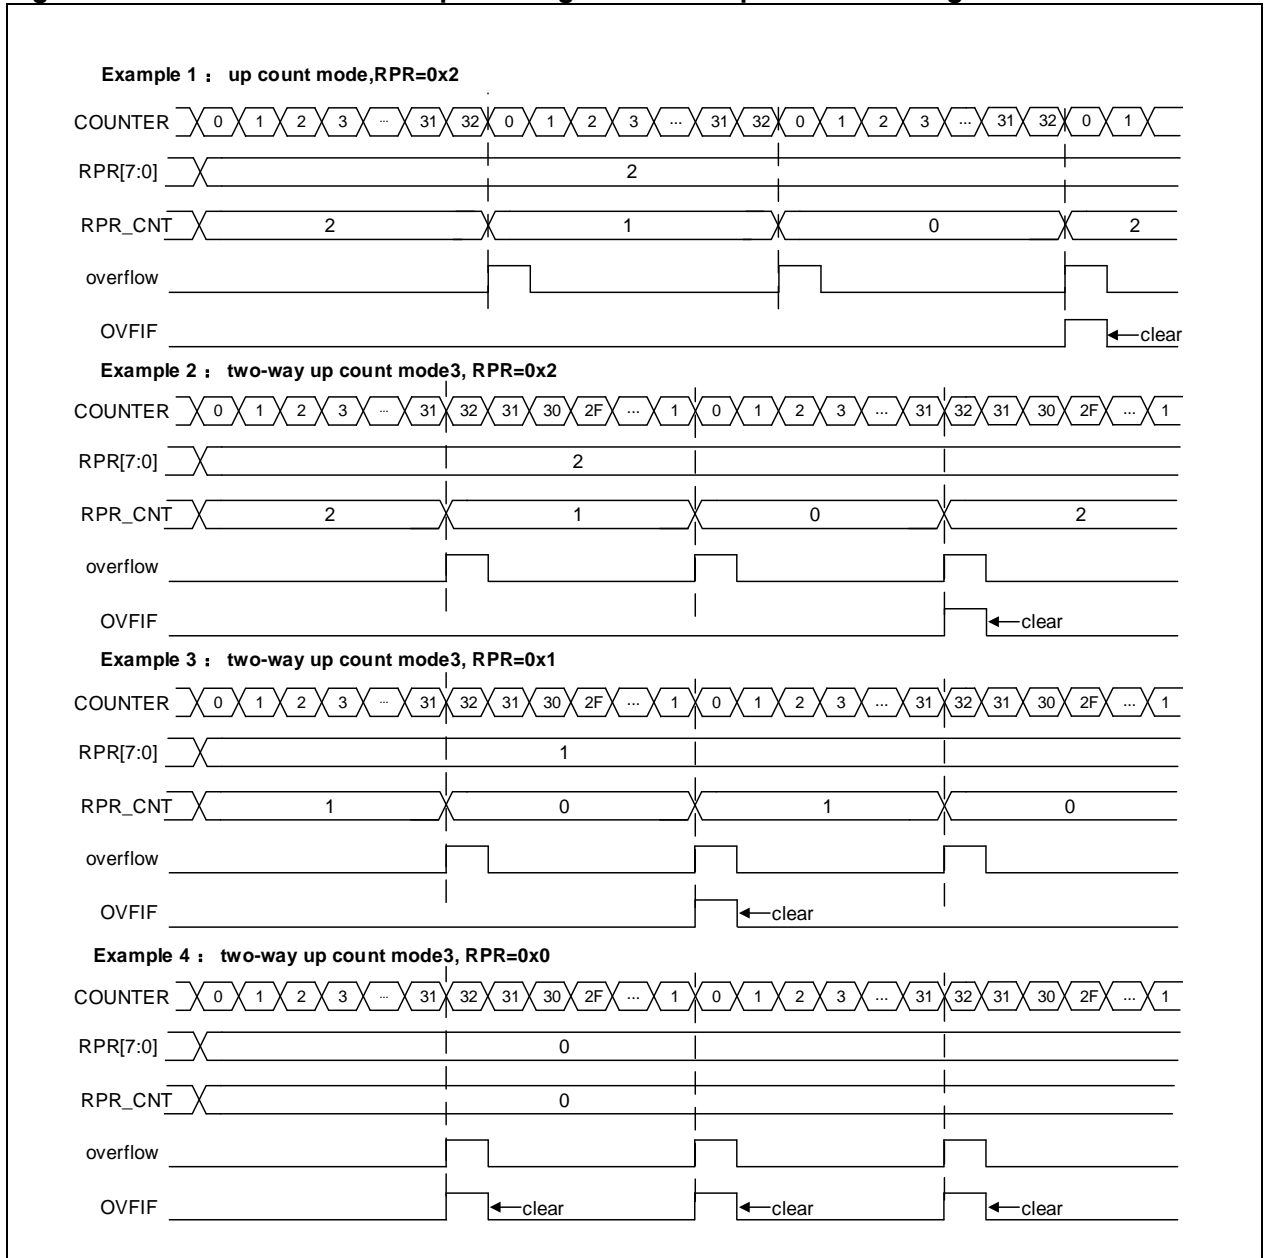 Example 1： up count mode,RPR=0x2
COUNTER 0 1 2 3 ... 31 32 0 1 2 3 ... 31 32 0 1 2 3 ... 31 32 0 1
RPR[7:0] 2
RPR_CNT 2 1 0 2
overflow
OVFIF clear
Example 2： two-way up count mode3, RPR=0x2
COUNTER 0 1 2 3 ... 31 32 31 30 2F ... 1 0 1 2 3 ... 31 32 31 30 2F ... 1
RPR[7:0] 2
RPR_CNT 2 1 0 2
overflow
OVFIF clear
Example 3： two-way up count mode3, RPR=0x1
COUNTER 0 1 2 3 ... 31 32 31 30 2F ... 1 0 1 2 3 ... 31 32 31 30 2F ... 1
RPR[7:0] 1
RPR_CNT 1 0 1 0
overflow
OVFIF clear
Example 4： two-way up count mode3, RPR=0x0
COUNTER 0 1 2 3 ... 31 32 31 30 2F ... 1 0 1 2 3 ... 31 32 31 30 2F ... 1
RPR[7:0] 0
RPR_CNT 0
overflow
OVFIF clear clear clear